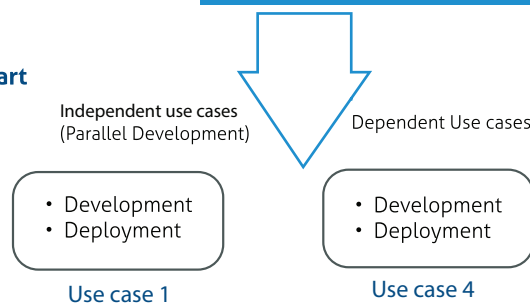 art
Independent use cases
(Parallel Development)
Dependent Use cases
• Development
• Deployment
Use case 1
• Development
• Deployment
Use case 4